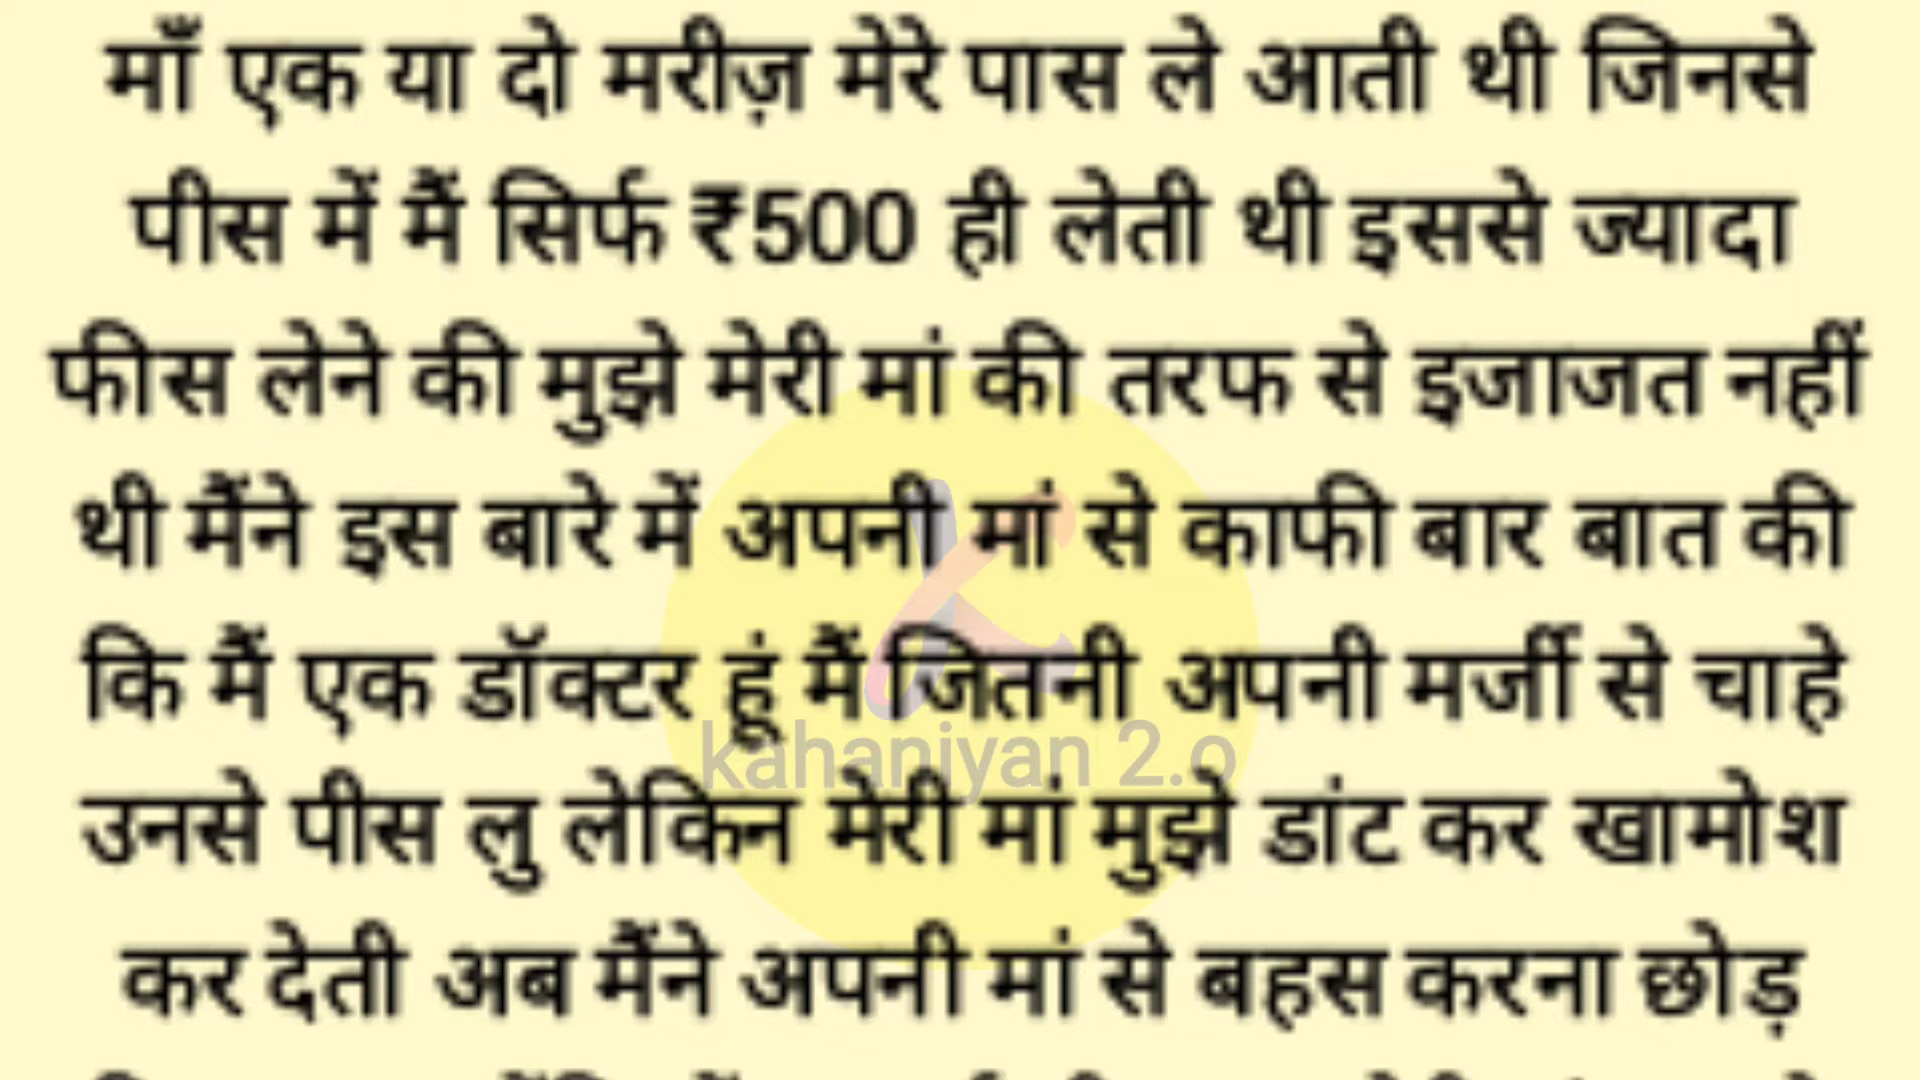 माँ एक या दो मरीज़ मेरे पास ले आती थी जिनसे
पीस में मैं सिर्फ ₹500 ही लेती थी इससे ज्यादा
फीस लेने की मुझे मेरी मां की तरफ से इजाजत नहीं
थी मैंने इस बारे में अपनी मां से काफी बार बात की
कि मैं एक डॉक्टर हूं मैं जितनी अपनी मर्जी से चाहे
kahaniyan 2.o
उनसे पीस लु लेकिन मेरी मां मुझे डांट कर खामोश
कर देती अब मैंने अपनी मां से बहस करना छोड़